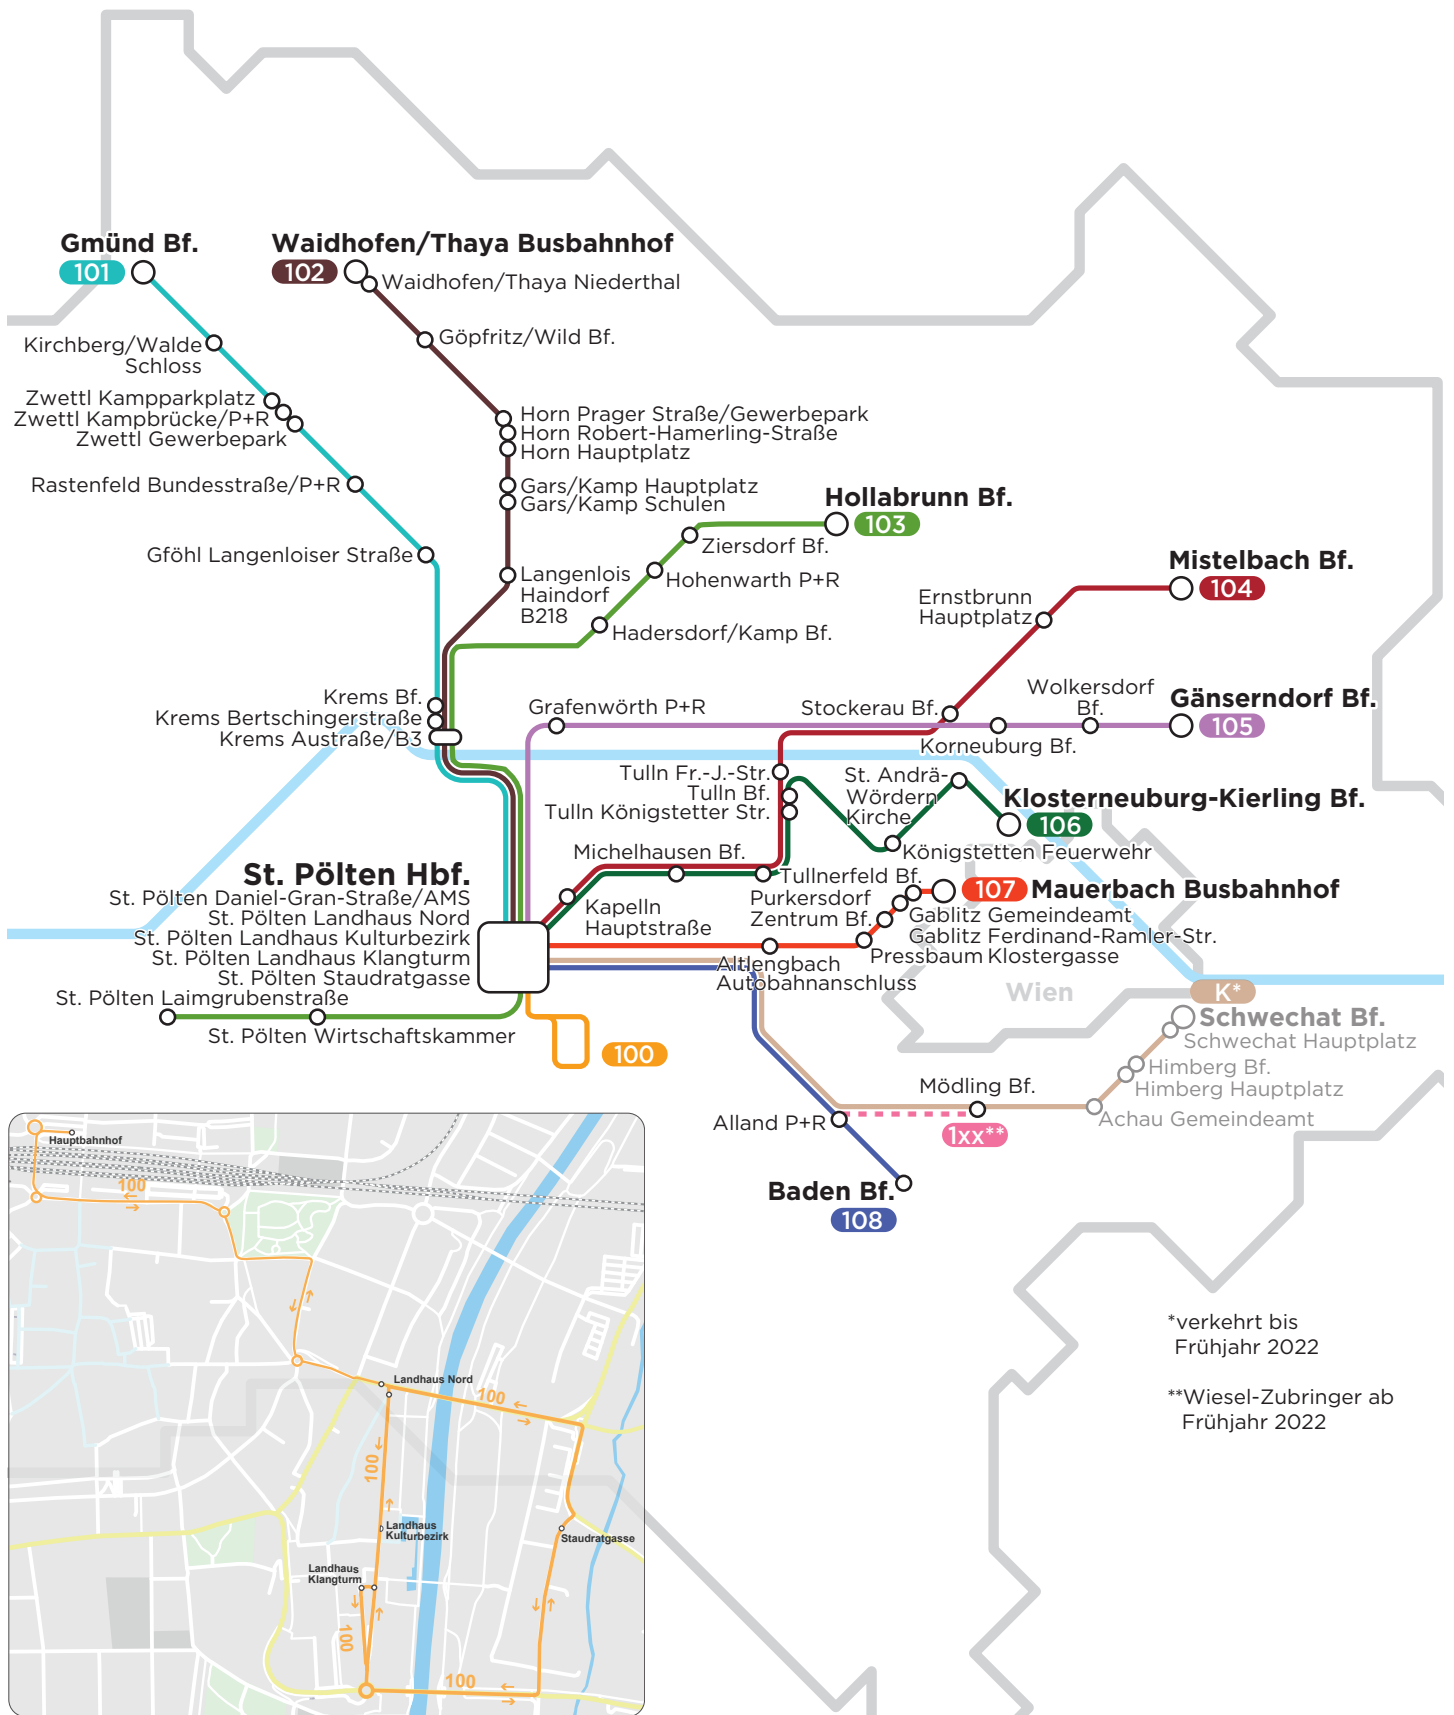 Gmünd Bf.
101
Waidhofen/Thaya Busbahnhof
102
Waidhofen/Thaya Niederthal
Göpfritz/Wild Bf.
Kirchberg/Walde
Schloss
Zwettl Kampparkplatz
Zwettl Kampbrücke/P+R
Zwettl Gewerbepark
Rastenfeld Bundesstraße/P+R
Gföhl Langenloiser Straße
Horn Prager Straße/Gewerbepark
Horn Robert-Hamerling-Straße
Horn Hauptplatz
Gars/Kamp Hauptplatz
Gars/Kamp Schulen
Langenlois
Haindorf
B218
Hollabrunn Bf.
103
Ziersdorf Bf.
Hohenwarth P+R
Hadersdorf/Kamp Bf.
Mistelbach Bf.
104
Ernstbrunn
Hauptplatz
Krems Bf.
Krems Bertschingerstraße
Krems Austraße/B3
Grafenwörth P+R
Stockerau Bf.
Wolkersdorf
Bf.
Gänserndorf Bf.
105
Korneuburg Bf.
Tulln Fr.-J.-Str.
Tulln Bf.
Tulln Königstetter Str.
St. Andrä-
Wördern
Kirche
Klosterneuburg-Kierling Bf.
106
Königstetten Feuerwehr
Michelhausen Bf.
Tullnerfeld Bf.
Kapelln
Hauptstraße
Purkersdorf
Zentrum Bf.
107
Mauerbach Busbahnhof
Gablitz Gemeindeamt
Gablitz Ferdinand-Ramler-Str.
Pressbaum Klostergasse
Altlengbach
Autobahnanschluss
St. Pölten Hbf.
St. Pölten Daniel-Gran-Straße/AMS
St. Pölten Landhaus Nord
St. Pölten Landhaus Kulturbezirk
St. Pölten Landhaus Klangturm
St. Pölten Staudratgasse
St. Pölten Laimgrubenstraße
St. Pölten Wirtschaftskammer
100
Wien
K*
Schwechat Bf.
Schwechat Hauptplatz
Himberg Bf.
Himberg Hauptplatz
Achau Gemeindeamt
Mödling Bf.
1xx**
Alland P+R
Baden Bf.
108
*verkehrt bis
Frühjahr 2022
**Wiesel-Zubringer ab
Frühjahr 2022
Hauptbahnhof
100
Landhaus Nord
100
100
Landhaus
Kulturbezirk
Staudratgasse
Landhaus
Klangturm
100
100